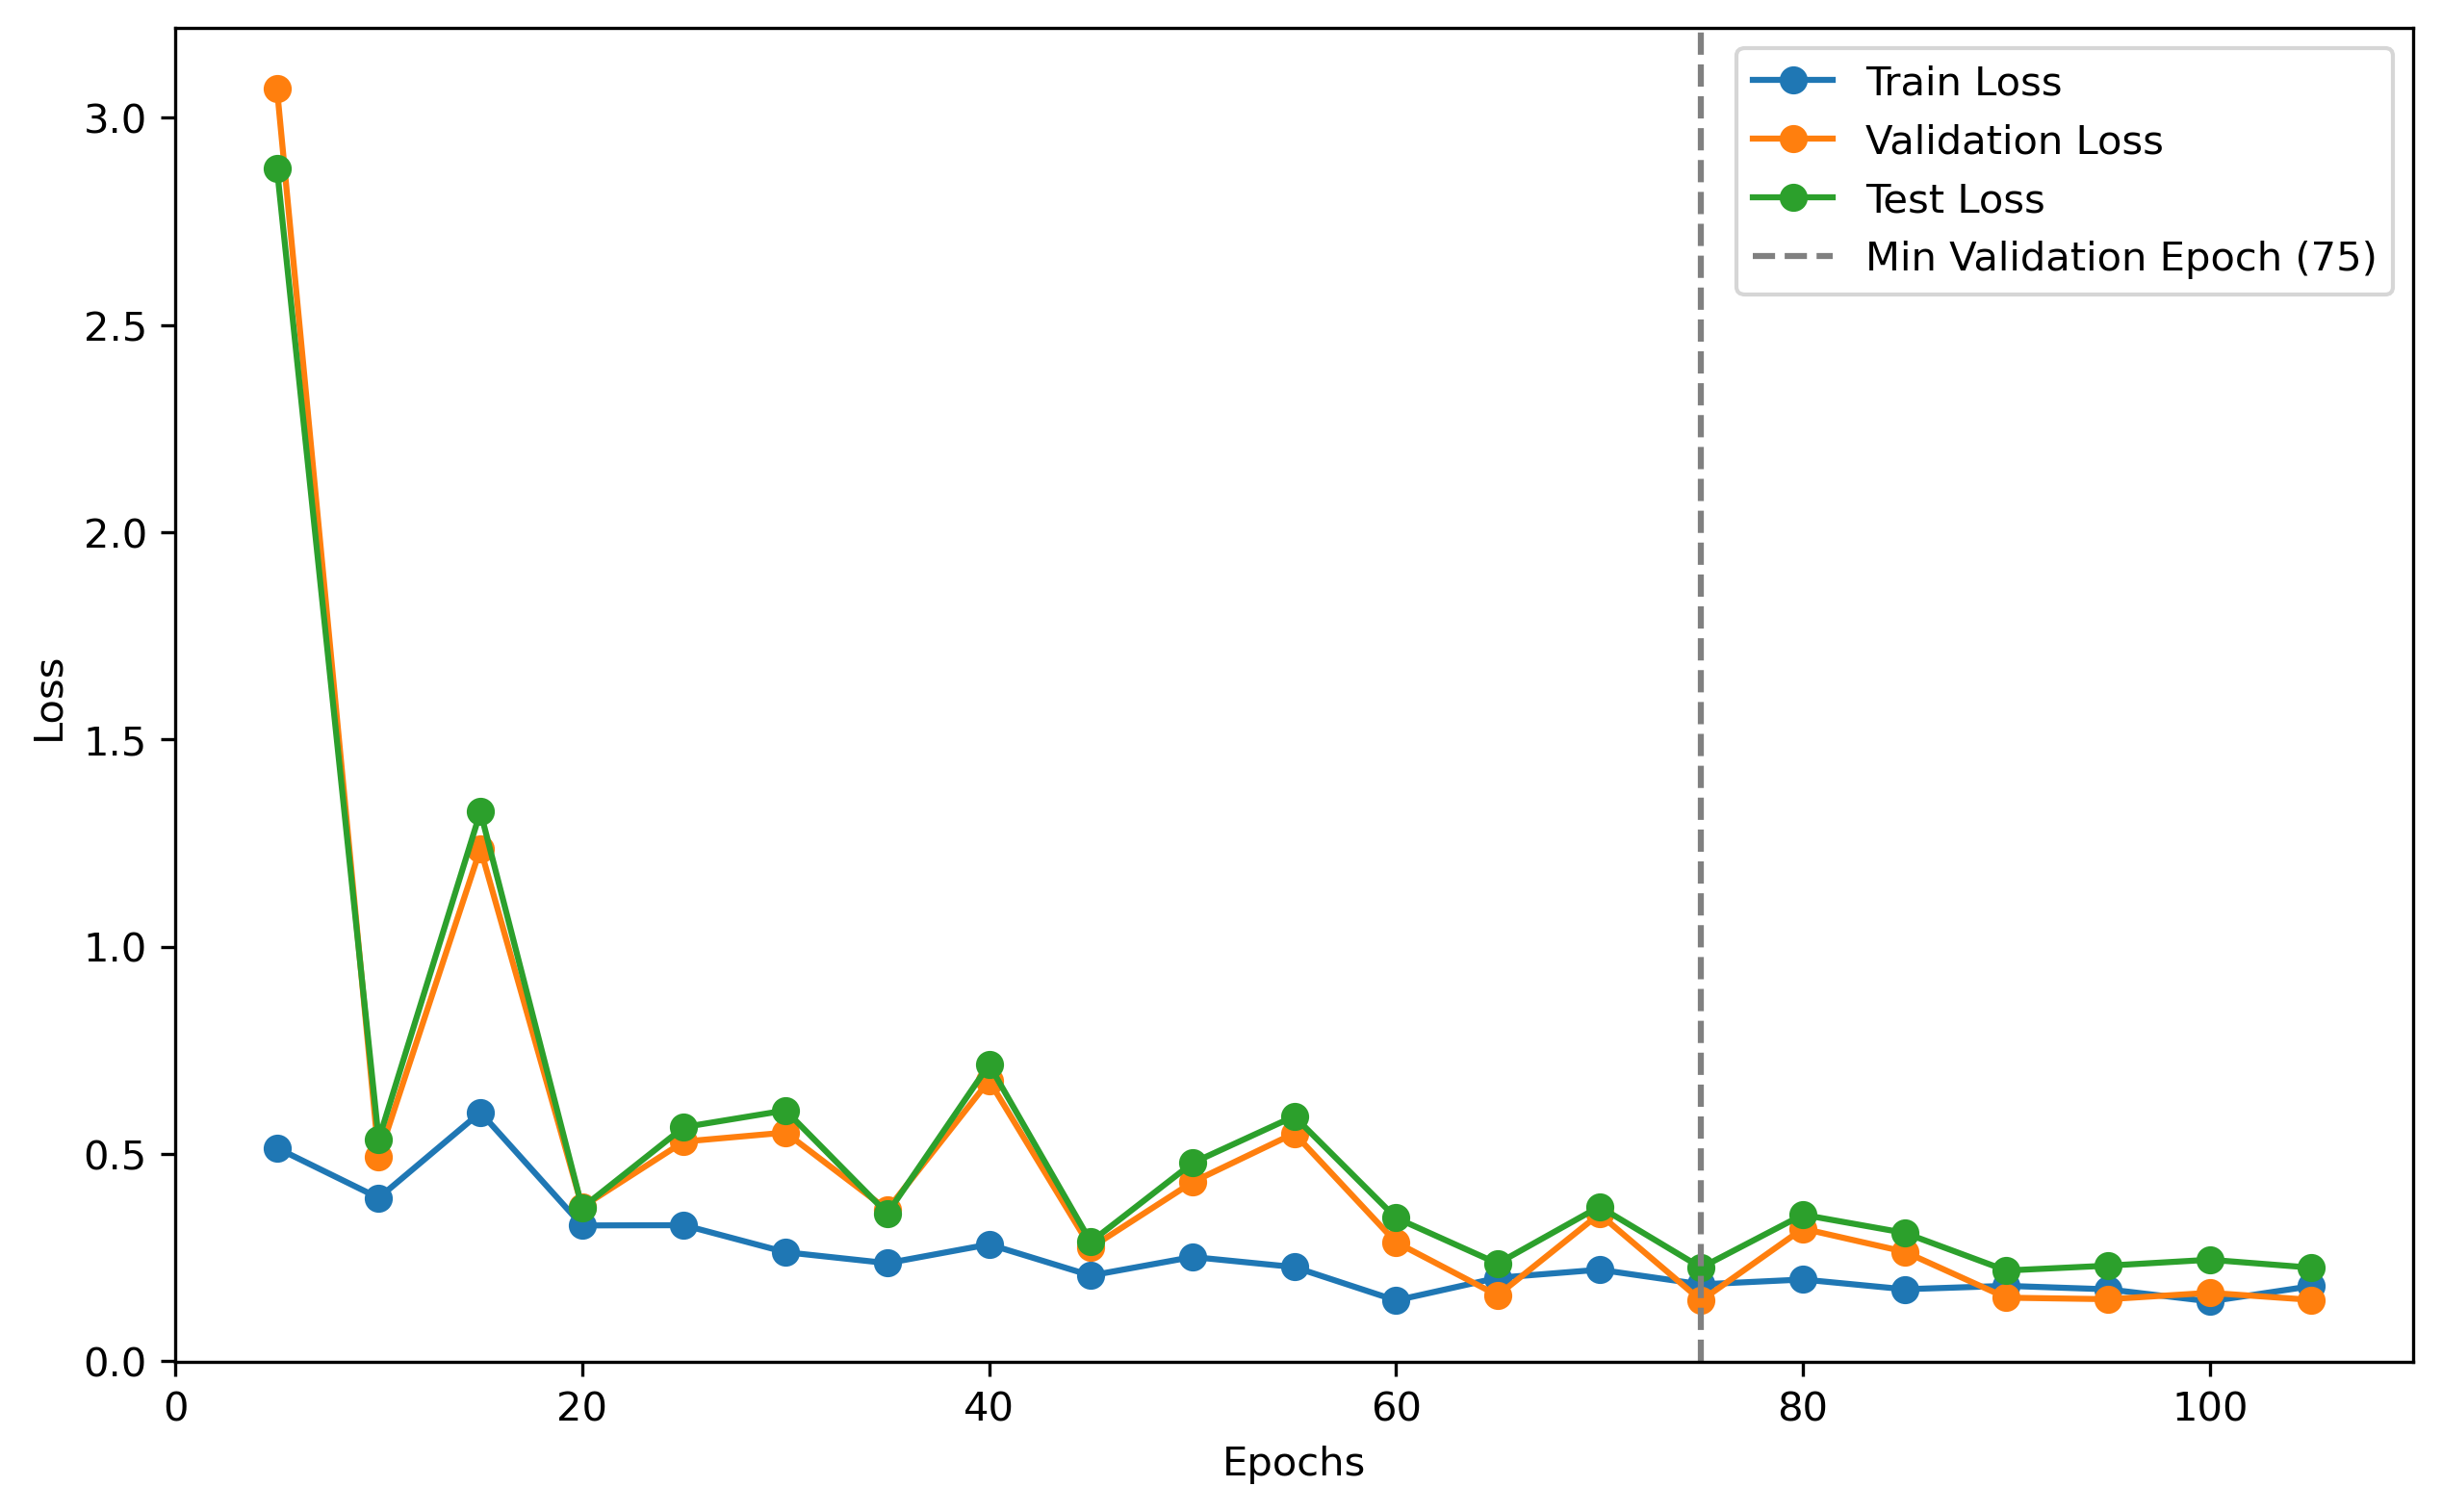 Train Loss
Validation Loss
Test Loss
Min Validation Epoch (75)
3.0
2.5
2.0
1.5
1.0
0.5
0.0
Loss
0 20 40 60 80 100
Epochs